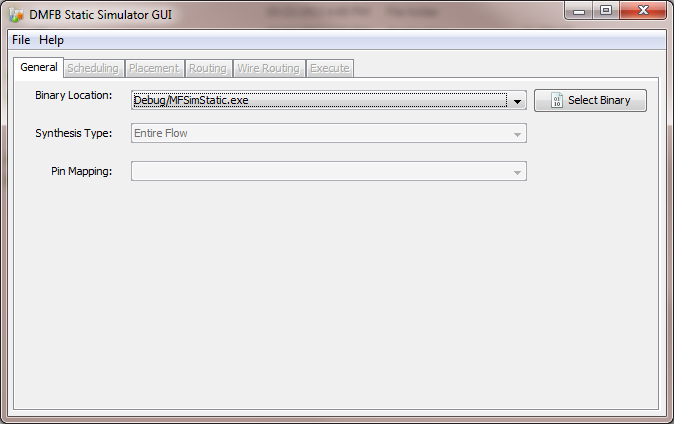 DMFB Static Simulator GUI
File Help
General Scheduling Placement Routing Wire Routing Execute
Binary Location: Debug/MFSimStatic.exe Select Binary
Synthesis Type: Entire Flow
Pin Mapping: